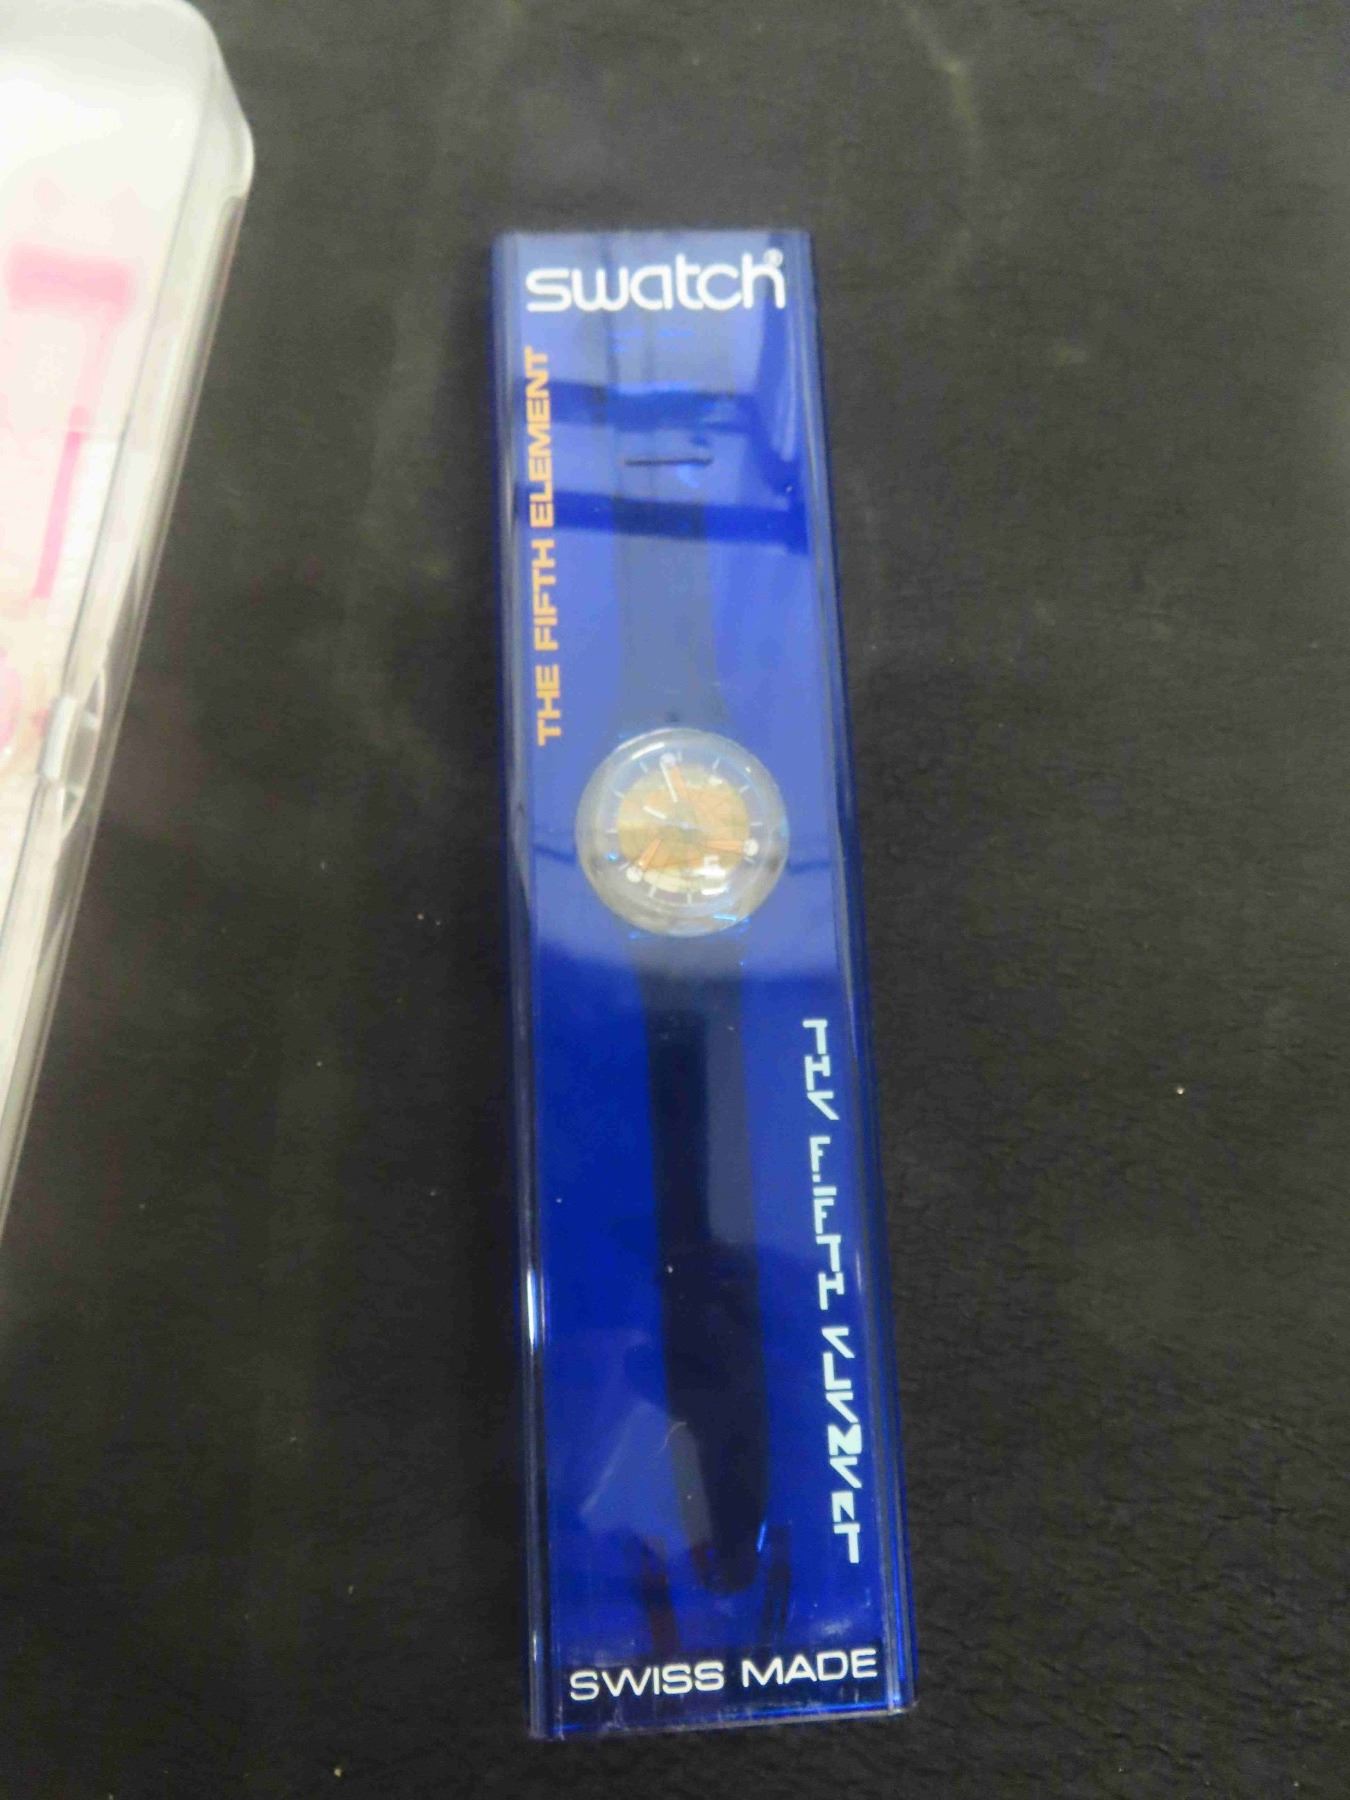 swatch®
THE FIFTH ELEMENT
THE FIFTH ELEMENT
SWISS MADE